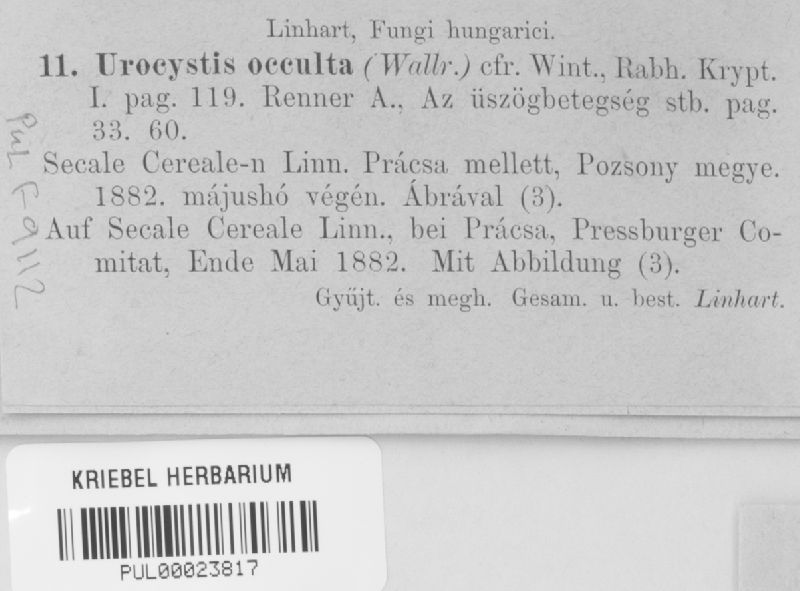 Linhart, Fungi hungarici.
11. Urocystis occulta (Wallr.) cfr. Wint., Rabh. Krypt.
I. pag. 119. Renner A., Az üszögbetegség stb. pag.
33. 60.
Secale Cereale-n Linn. Prácsa mellett, Pozsony megye.
1882. májushó végén. Ábrával (3).
Auf Secale Cereale Linn., bei Prácsa, Pressburger Co-
mitat, Ende Mai 1882. Mit Abbildung (3).
Gyűjt. és megh. Gesam. u. best. Linhart.
PUL F 9112
KRIEBEL HERBARIUM
PUL00023817